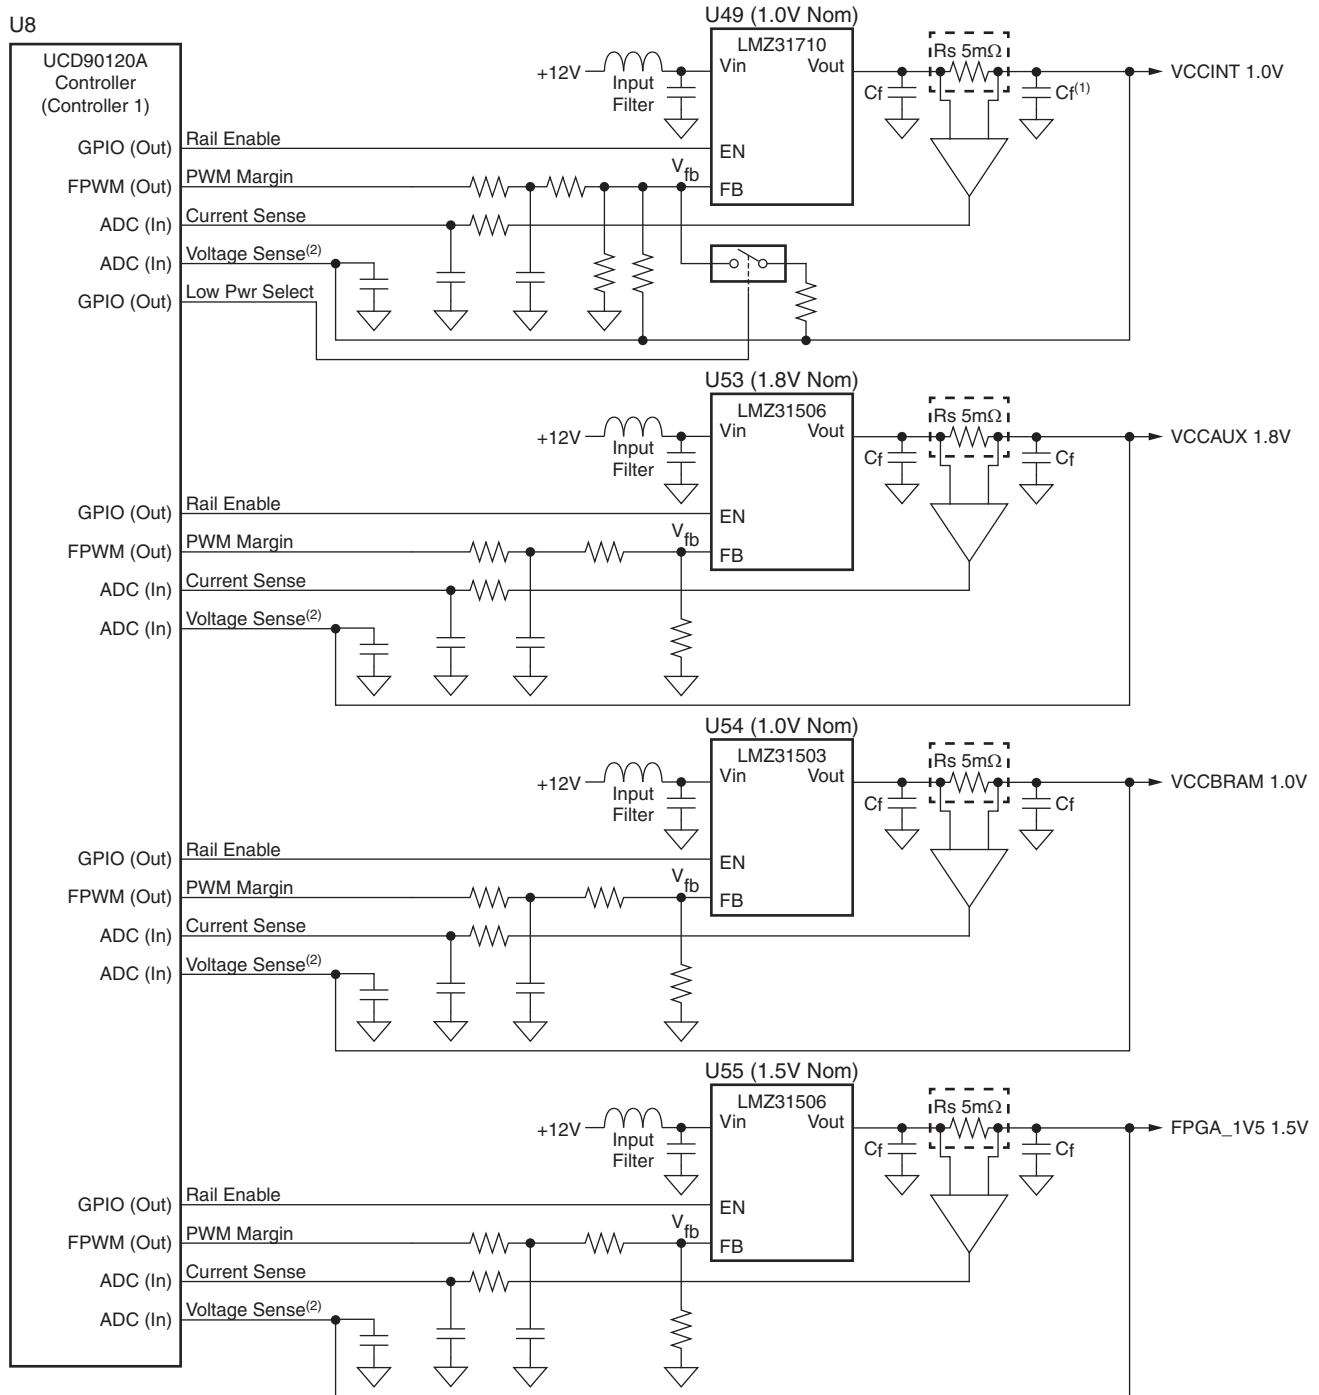 U8
UCD90120A
Controller
(Controller 1)
U49 (1.0V Nom)
LMZ31710
Vin Vout
+12V
Input
Filter
Cf
Rs 5mΩ
Cf(1)
VCCINT 1.0V
GPIO (Out) Rail Enable
EN
FPWM (Out) PWM Margin
Vfb
FB
ADC (In) Current Sense
ADC (In) Voltage Sense(2)
GPIO (Out) Low Pwr Select
U53 (1.8V Nom)
LMZ31506
Vin Vout
+12V
Input
Filter
Cf
Rs 5mΩ
Cf
VCCAUX 1.8V
GPIO (Out) Rail Enable
EN
FPWM (Out) PWM Margin
Vfb
FB
ADC (In) Current Sense
ADC (In) Voltage Sense(2)
U54 (1.0V Nom)
LMZ31503
Vin Vout
+12V
Input
Filter
Cf
Rs 5mΩ
Cf
VCCBRAM 1.0V
GPIO (Out) Rail Enable
EN
FPWM (Out) PWM Margin
Vfb
FB
ADC (In) Current Sense
ADC (In) Voltage Sense(2)
U55 (1.5V Nom)
LMZ31506
Vin Vout
+12V
Input
Filter
Cf
Rs 5mΩ
Cf
FPGA_1V5 1.5V
GPIO (Out) Rail Enable
EN
FPWM (Out) PWM Margin
Vfb
FB
ADC (In) Current Sense
ADC (In) Voltage Sense(2)